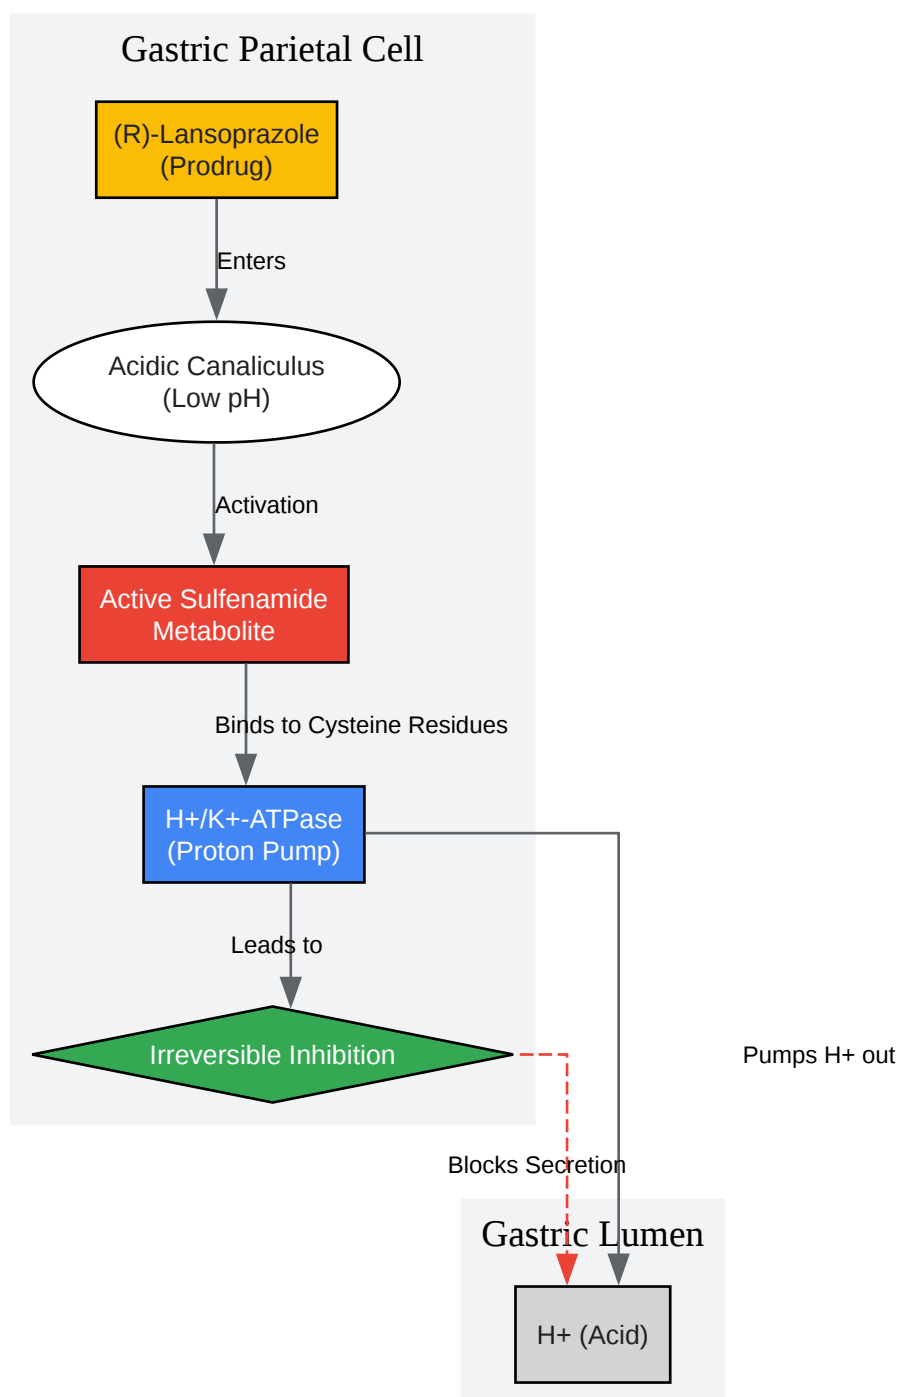 Gastric Parietal Cell
(R)-Lansoprazole
(Prodrug)
Enters
Acidic Canaliculus
(Low pH)
Activation
Active Sulfenamide
Metabolite
Binds to Cysteine Residues
H+/K+-ATPase
(Proton Pump)
Leads to
Irreversible Inhibition
Pumps H+ out
Blocks Secretion
Gastric Lumen
H+ (Acid)